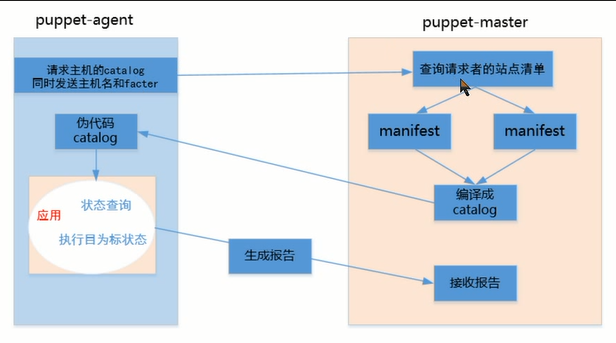 puppet-agent
puppet-master
请求主机的catalog
同时发送主机名和facter
查询请求者的站点清单
伪代码
catalog
manifest
manifest
编译成
catalog
应用
状态查询
执行目为标状态
生成报告
接收报告